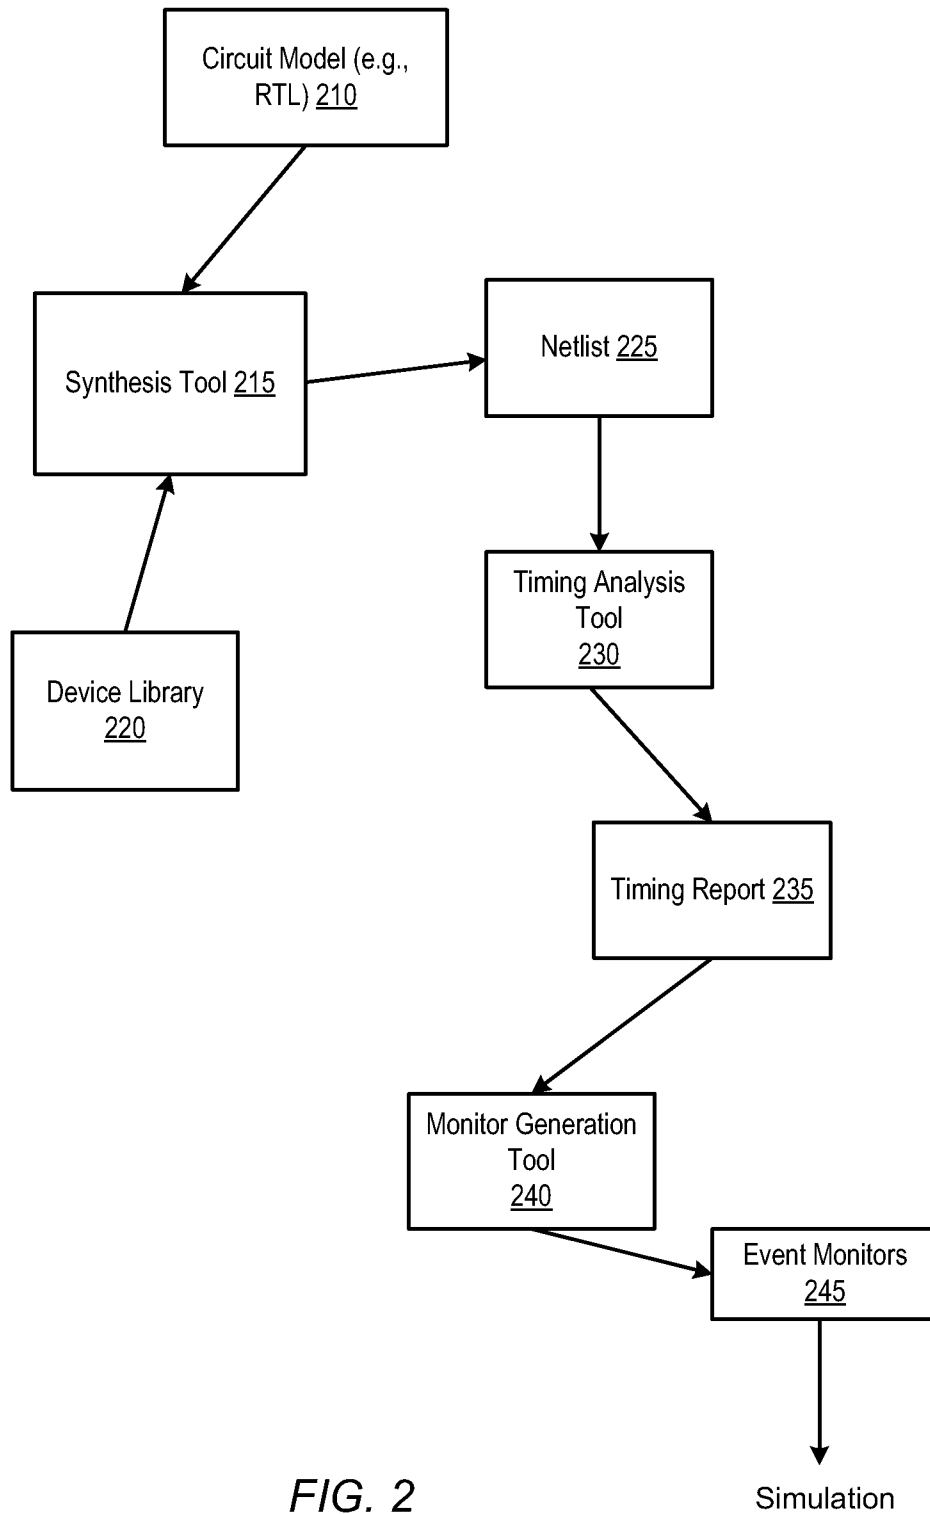 Circuit Model (e.g.,
RTL) 210
Synthesis Tool 215
Netlist 225
Timing Analysis
Tool
230
Device Library
220
Timing Report 235
Monitor Generation
Tool
240
Event Monitors
245
FIG. 2
Simulation